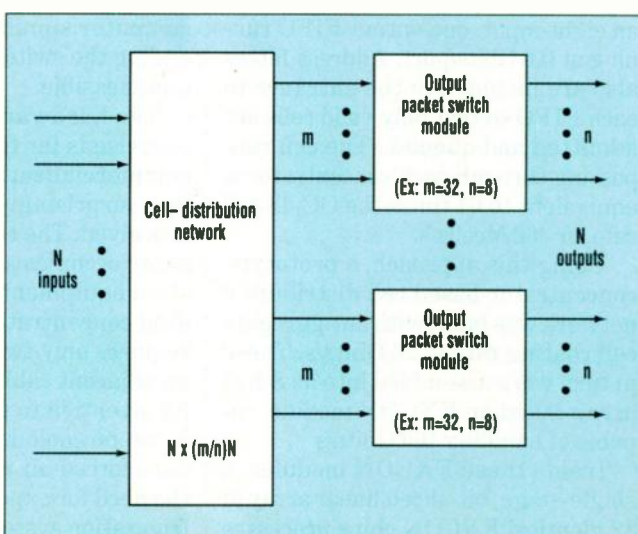 N
inputs
Cell-distribution
network
N x (m/n)N
m
Output
packet switch
module
(Ex: m=32, n=8)
n
N
outputs
m
Output
packet switch
module
(Ex: m=32, n=8)
n